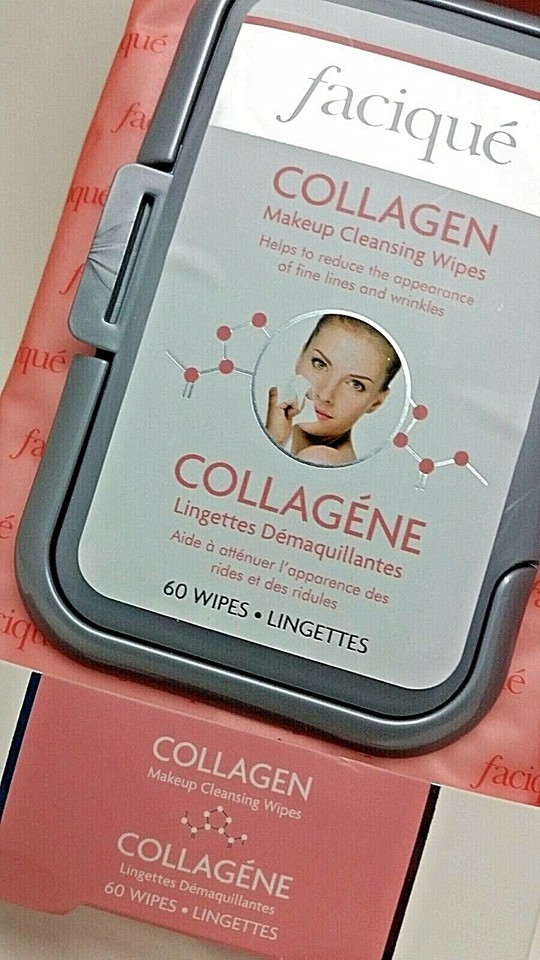 faciqué
COLLAGEN
Makeup Cleansing Wipes
Helps to reduce the appearance
of fine lines and wrinkles
COLLAGÉNE
Lingettes Démaquillantes
Aide à atténuer l'apparence des
rides et des ridules
60 WIPES • LINGETTES
COLLAGEN
Makeup Cleansing Wipes
COLLAGÉNE
Lingettes Démaquillantes
60 WIPES • LINGETTES